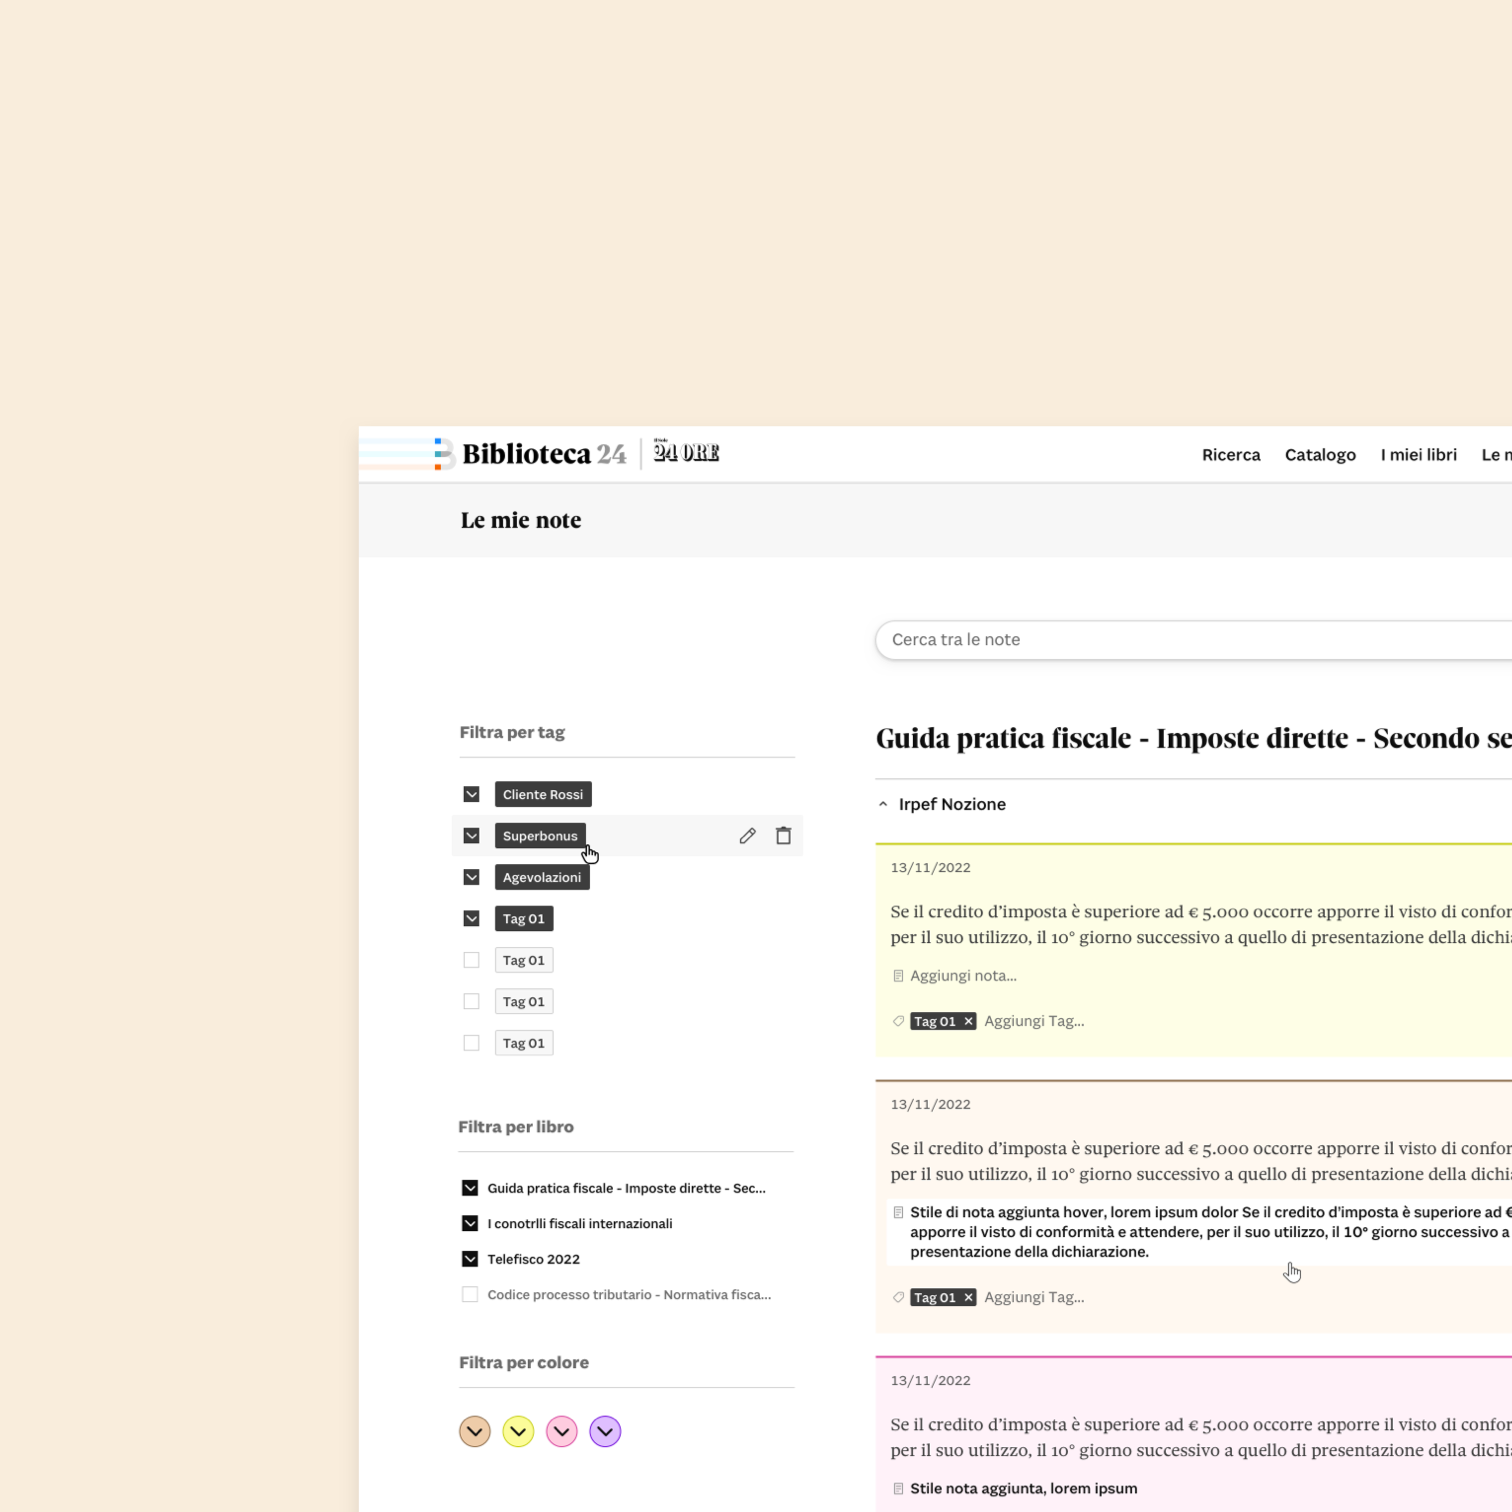 Biblioteca 24
Il Sole
24 ORE
Ricerca Catalogo I miei libri Le
Le mie note
Cerca tra le note
Filtra per tag
Cliente Rossi
Superbonus
Agevolazioni
Tag 01
Tag 01
Tag 01
Tag 01
Filtra per libro
Guida pratica fiscale - Imposte dirette - Sec...
I conotrlli fiscali internazionali
Telefisco 2022
Codice processo tributario - Normativa fisca...
Filtra per colore
Guida pratica fiscale - Imposte dirette - Secondo se
Irpef Nozione
13/11/2022
Se il credito d’imposta è superiore ad € 5.000 occorre apporre il visto di confor
per il suo utilizzo, il 10° giorno successivo a quello di presentazione della dichi
Aggiungi nota...
Tag 01 × Aggiungi Tag...
13/11/2022
Se il credito d’imposta è superiore ad € 5.000 occorre apporre il visto di confor
per il suo utilizzo, il 10° giorno successivo a quello di presentazione della dichi
Stile di nota aggiunta hover, lorem ipsum dolor Se il credito d'imposta è superiore ad €
apporre il visto di conformità e attendere, per il suo utilizzo, il 10° giorno successivo a
presentazione della dichiarazione.
Tag 01 × Aggiungi Tag...
13/11/2022
Se il credito d’imposta è superiore ad € 5.000 occorre apporre il visto di confor
per il suo utilizzo, il 10° giorno successivo a quello di presentazione della dichi
Stile nota aggiunta, lorem ipsum